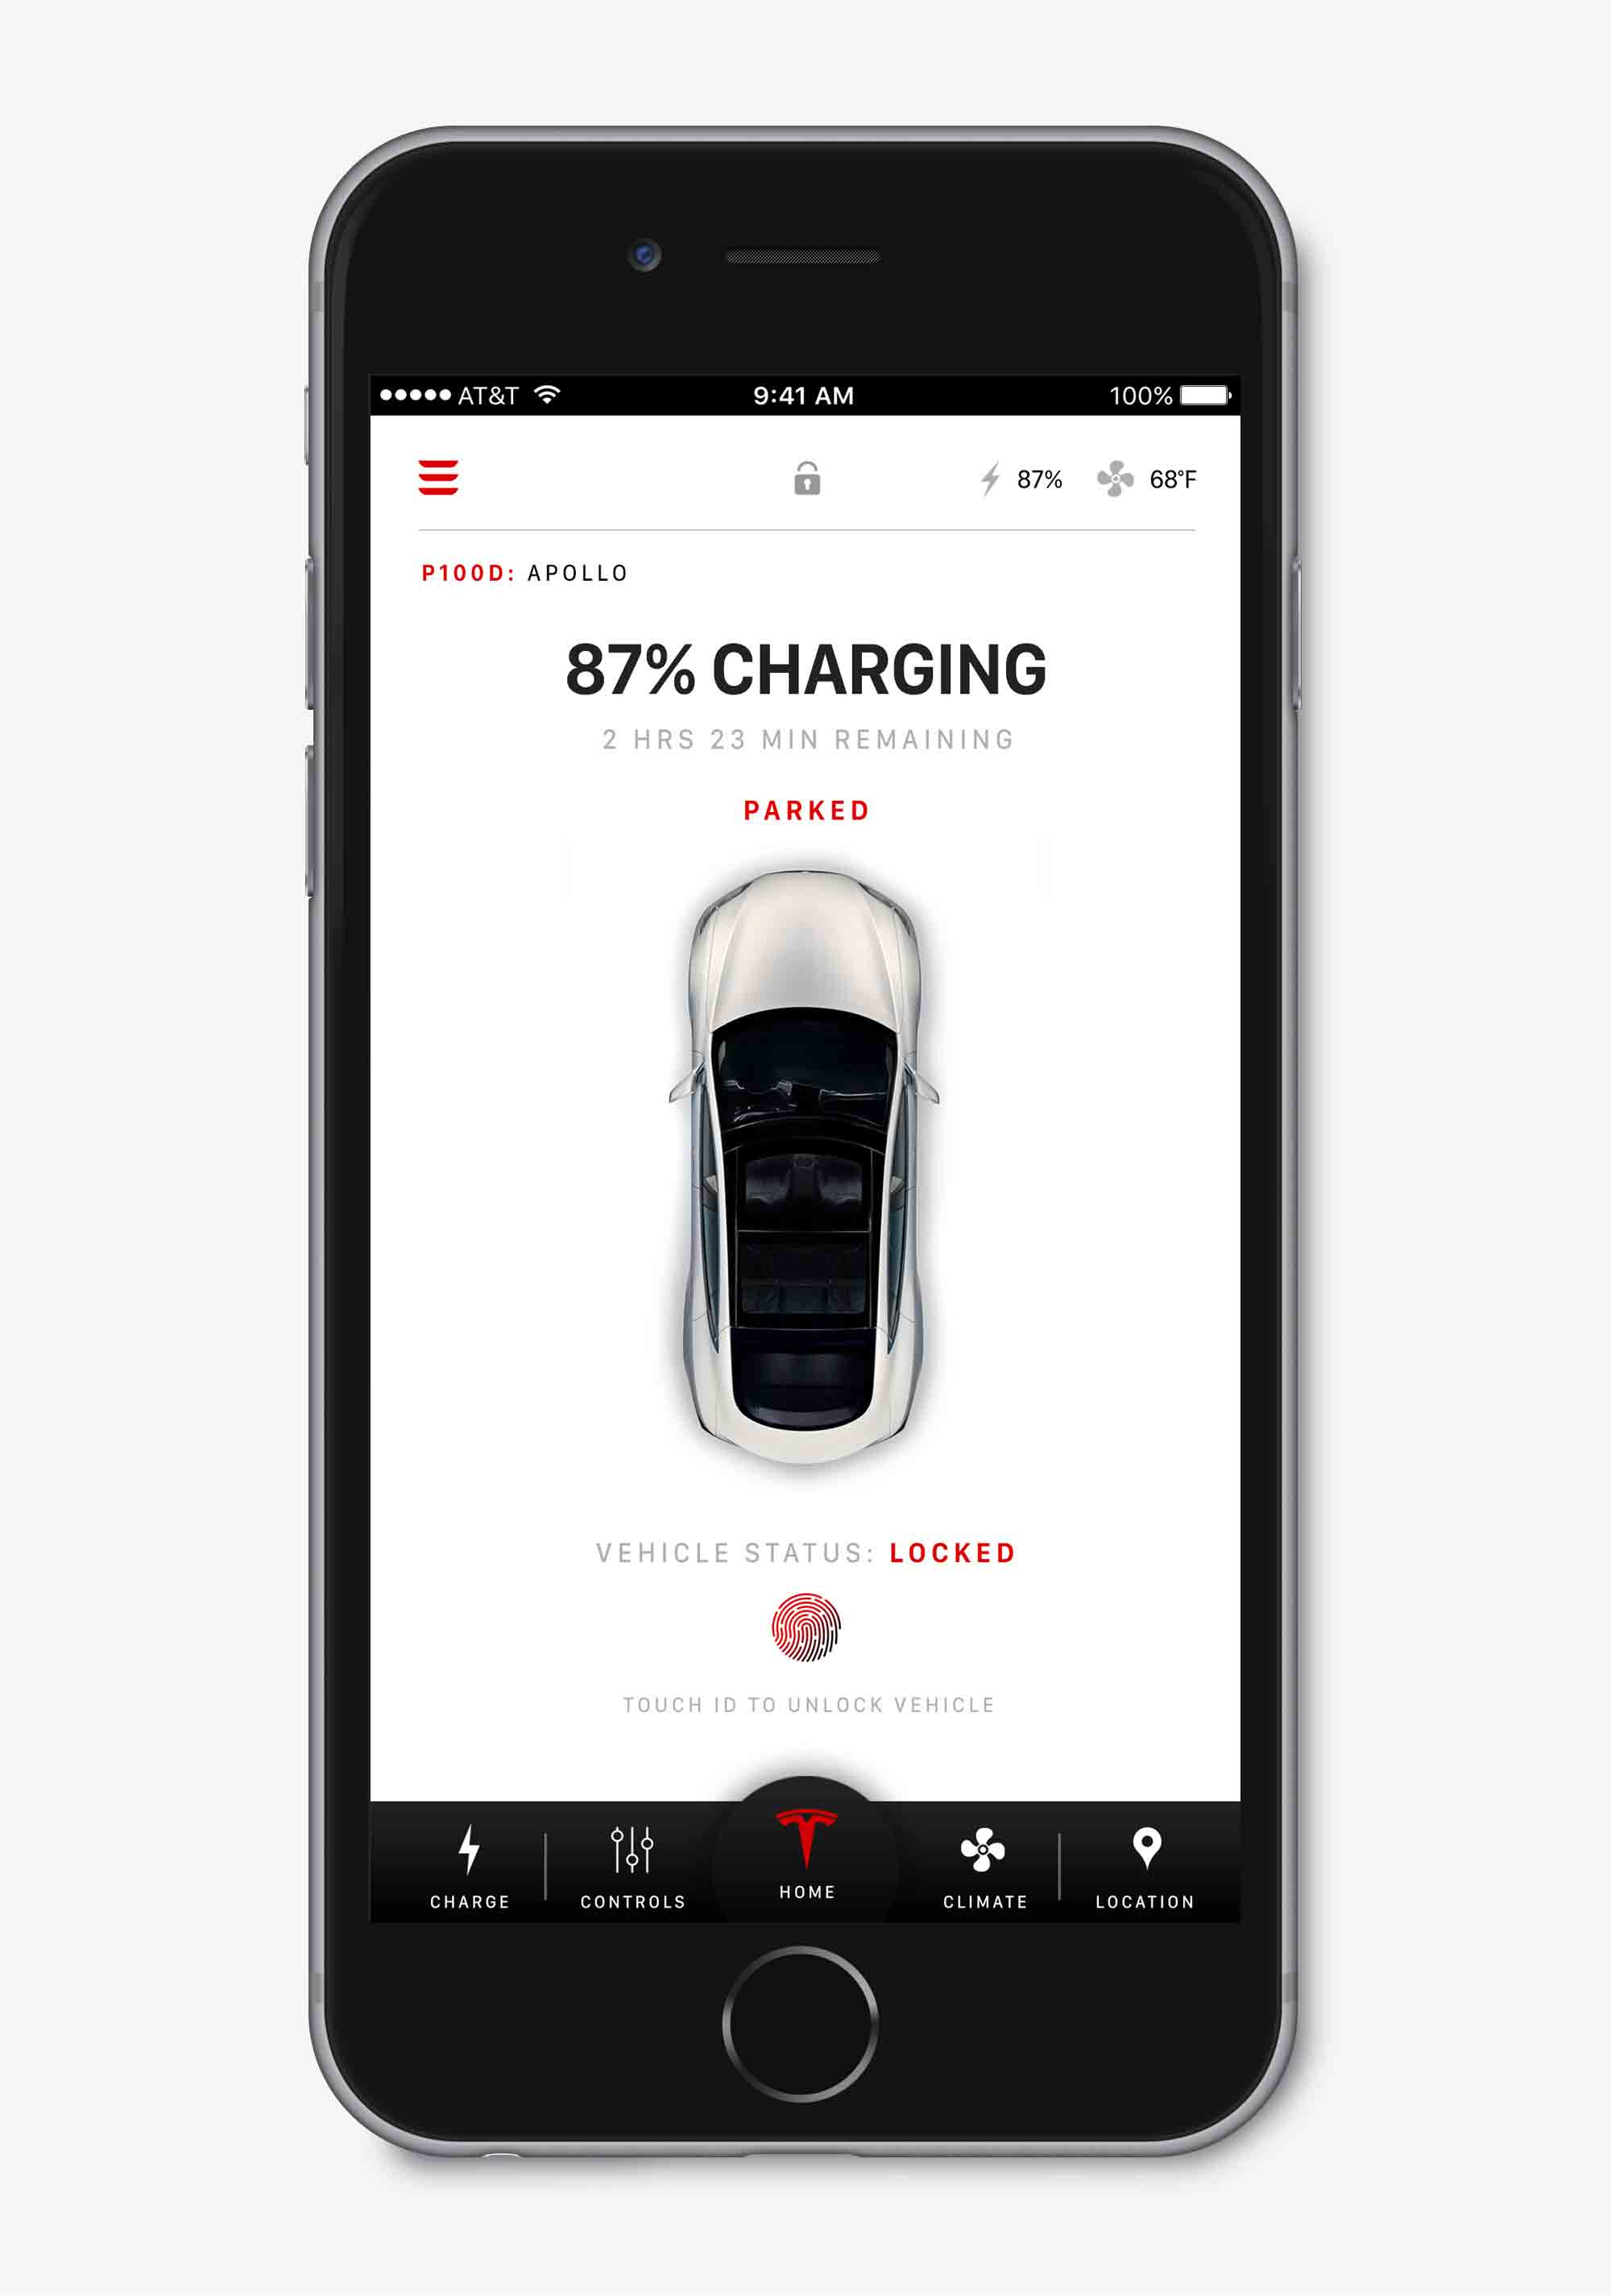 AT&T 9:41 AM 100%
87% 68°F
P100D: APOLLO
87% CHARGING
2 HRS 23 MIN REMAINING
PARKED
VEHICLE STATUS: LOCKED
TOUCH ID TO UNLOCK VEHICLE
CHARGE CONTROLS HOME CLIMATE LOCATION